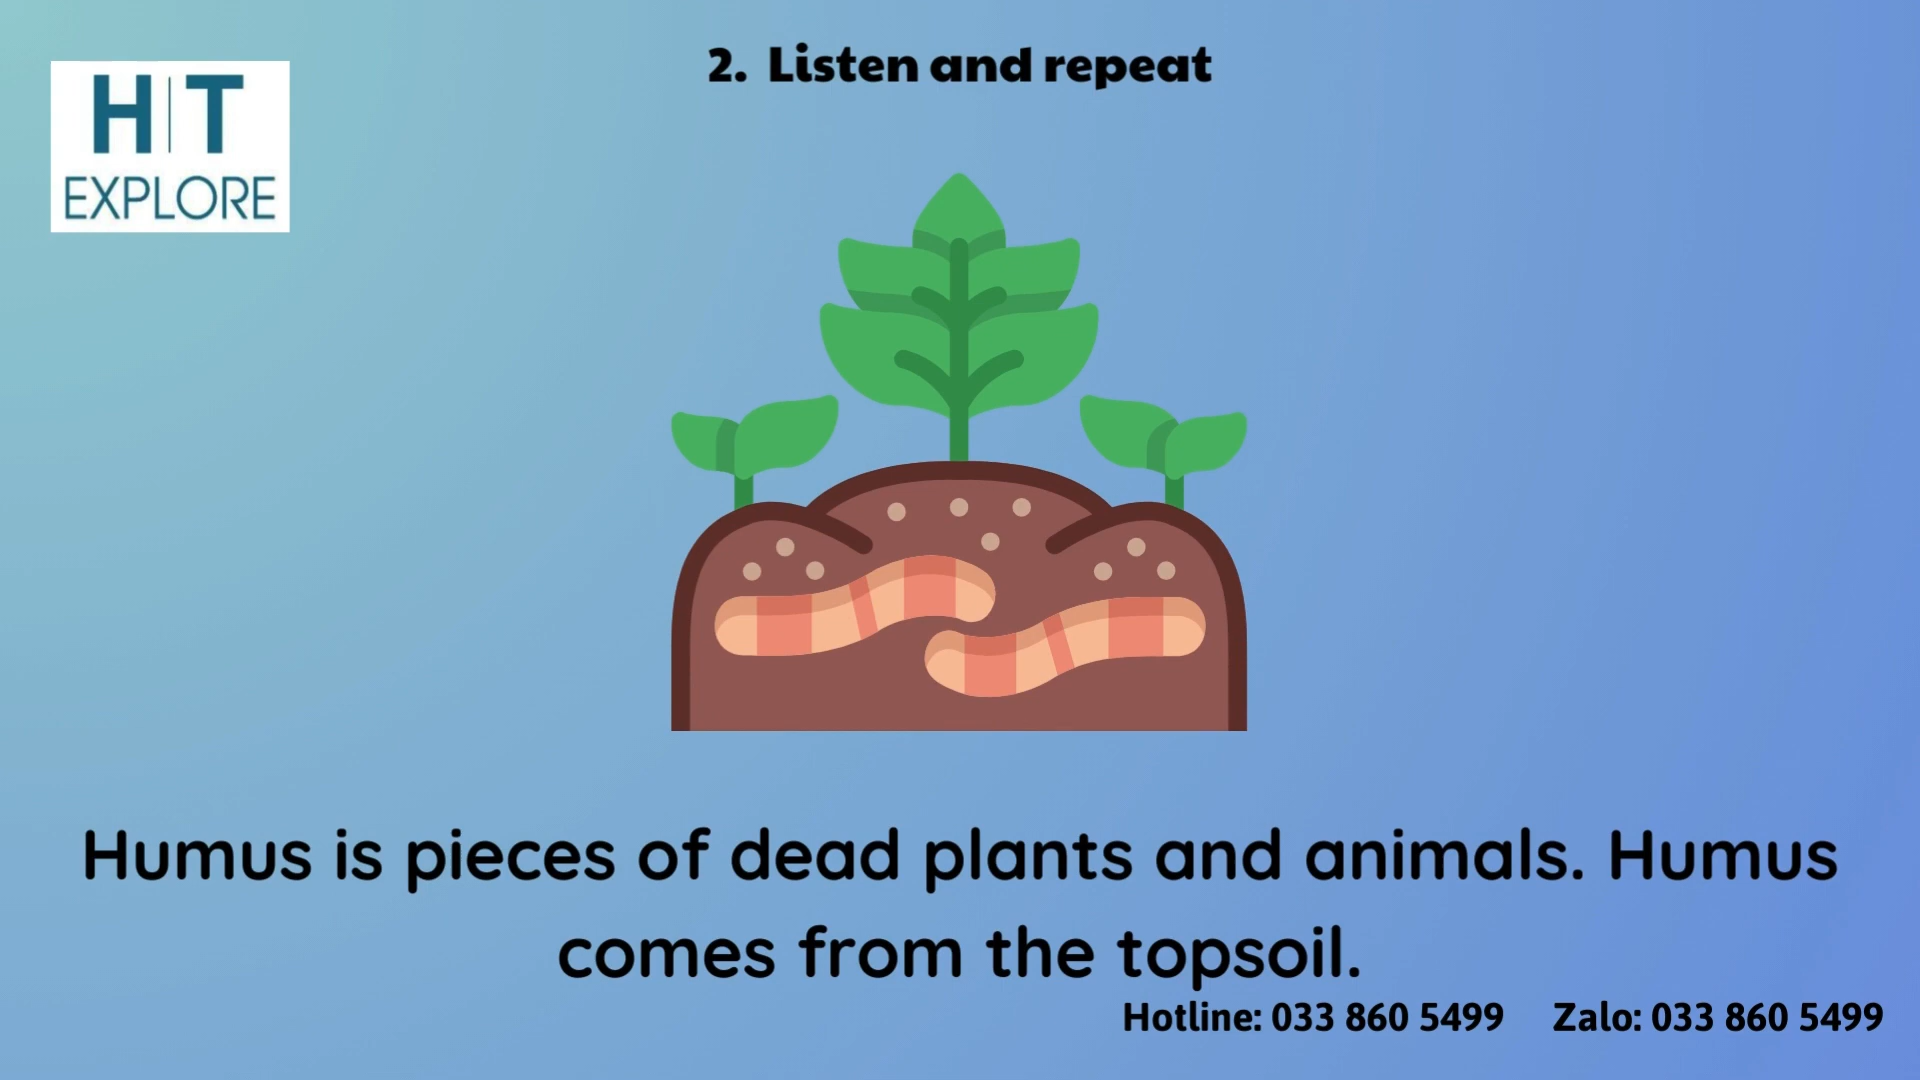 2. Listen and repeat
H|T
EXPLORE
Humus is pieces of dead plants and animals. Humus
comes from the topsoil.
Hotline: 033 860 5499 Zalo: 033 860 5499